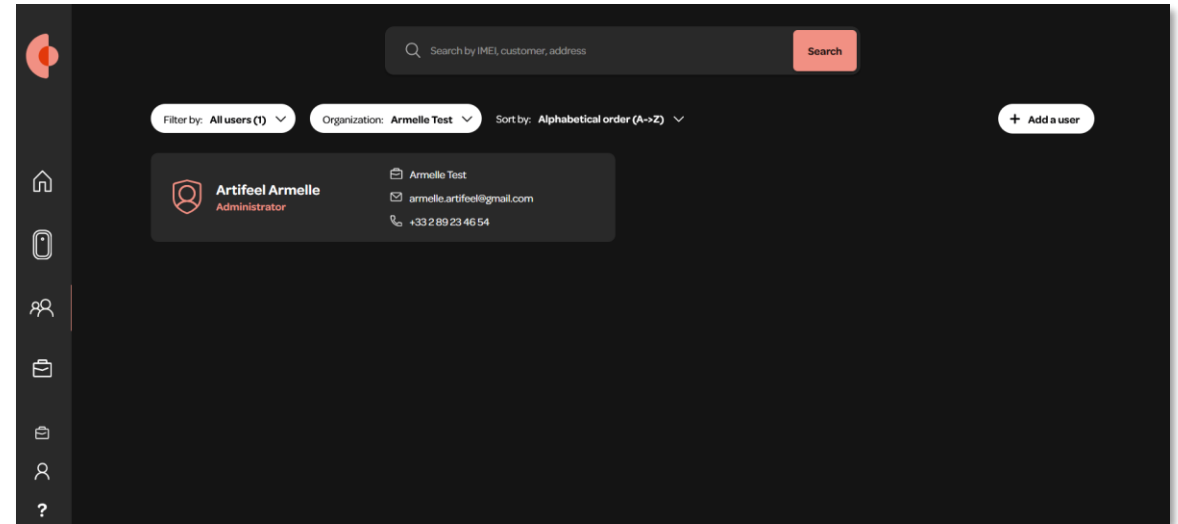 Search by IMEI, customer, address
Search
Filter by: All users (1)
Organization: Armelle Test
Sort by: Alphabetical order (A->Z)
+ Add a user
Artifeel Armelle
Administrator
Armelle Test
armelle.artifeel@gmail.com
+33 2 89 23 46 54
?